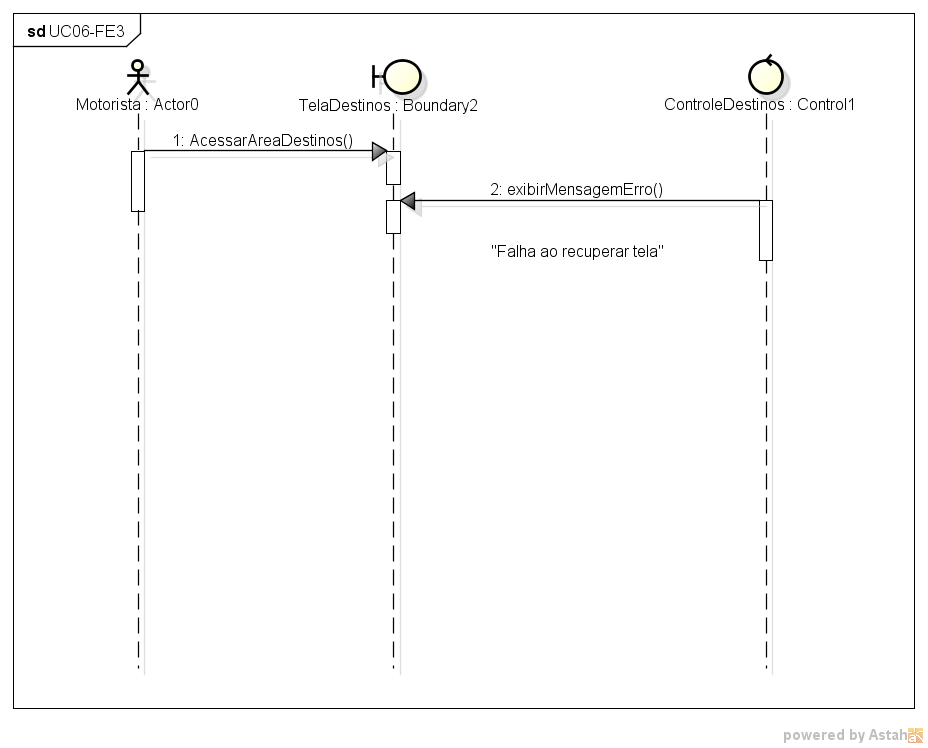 sd UC06-FE3
Motorista : Actor0
TelaDestinos : Boundary2
ControleDestinos : Control1
1: AcessarAreaDestinos()
2: exibirMensagemErro()
"Falha ao recuperar tela"
powered by Astah